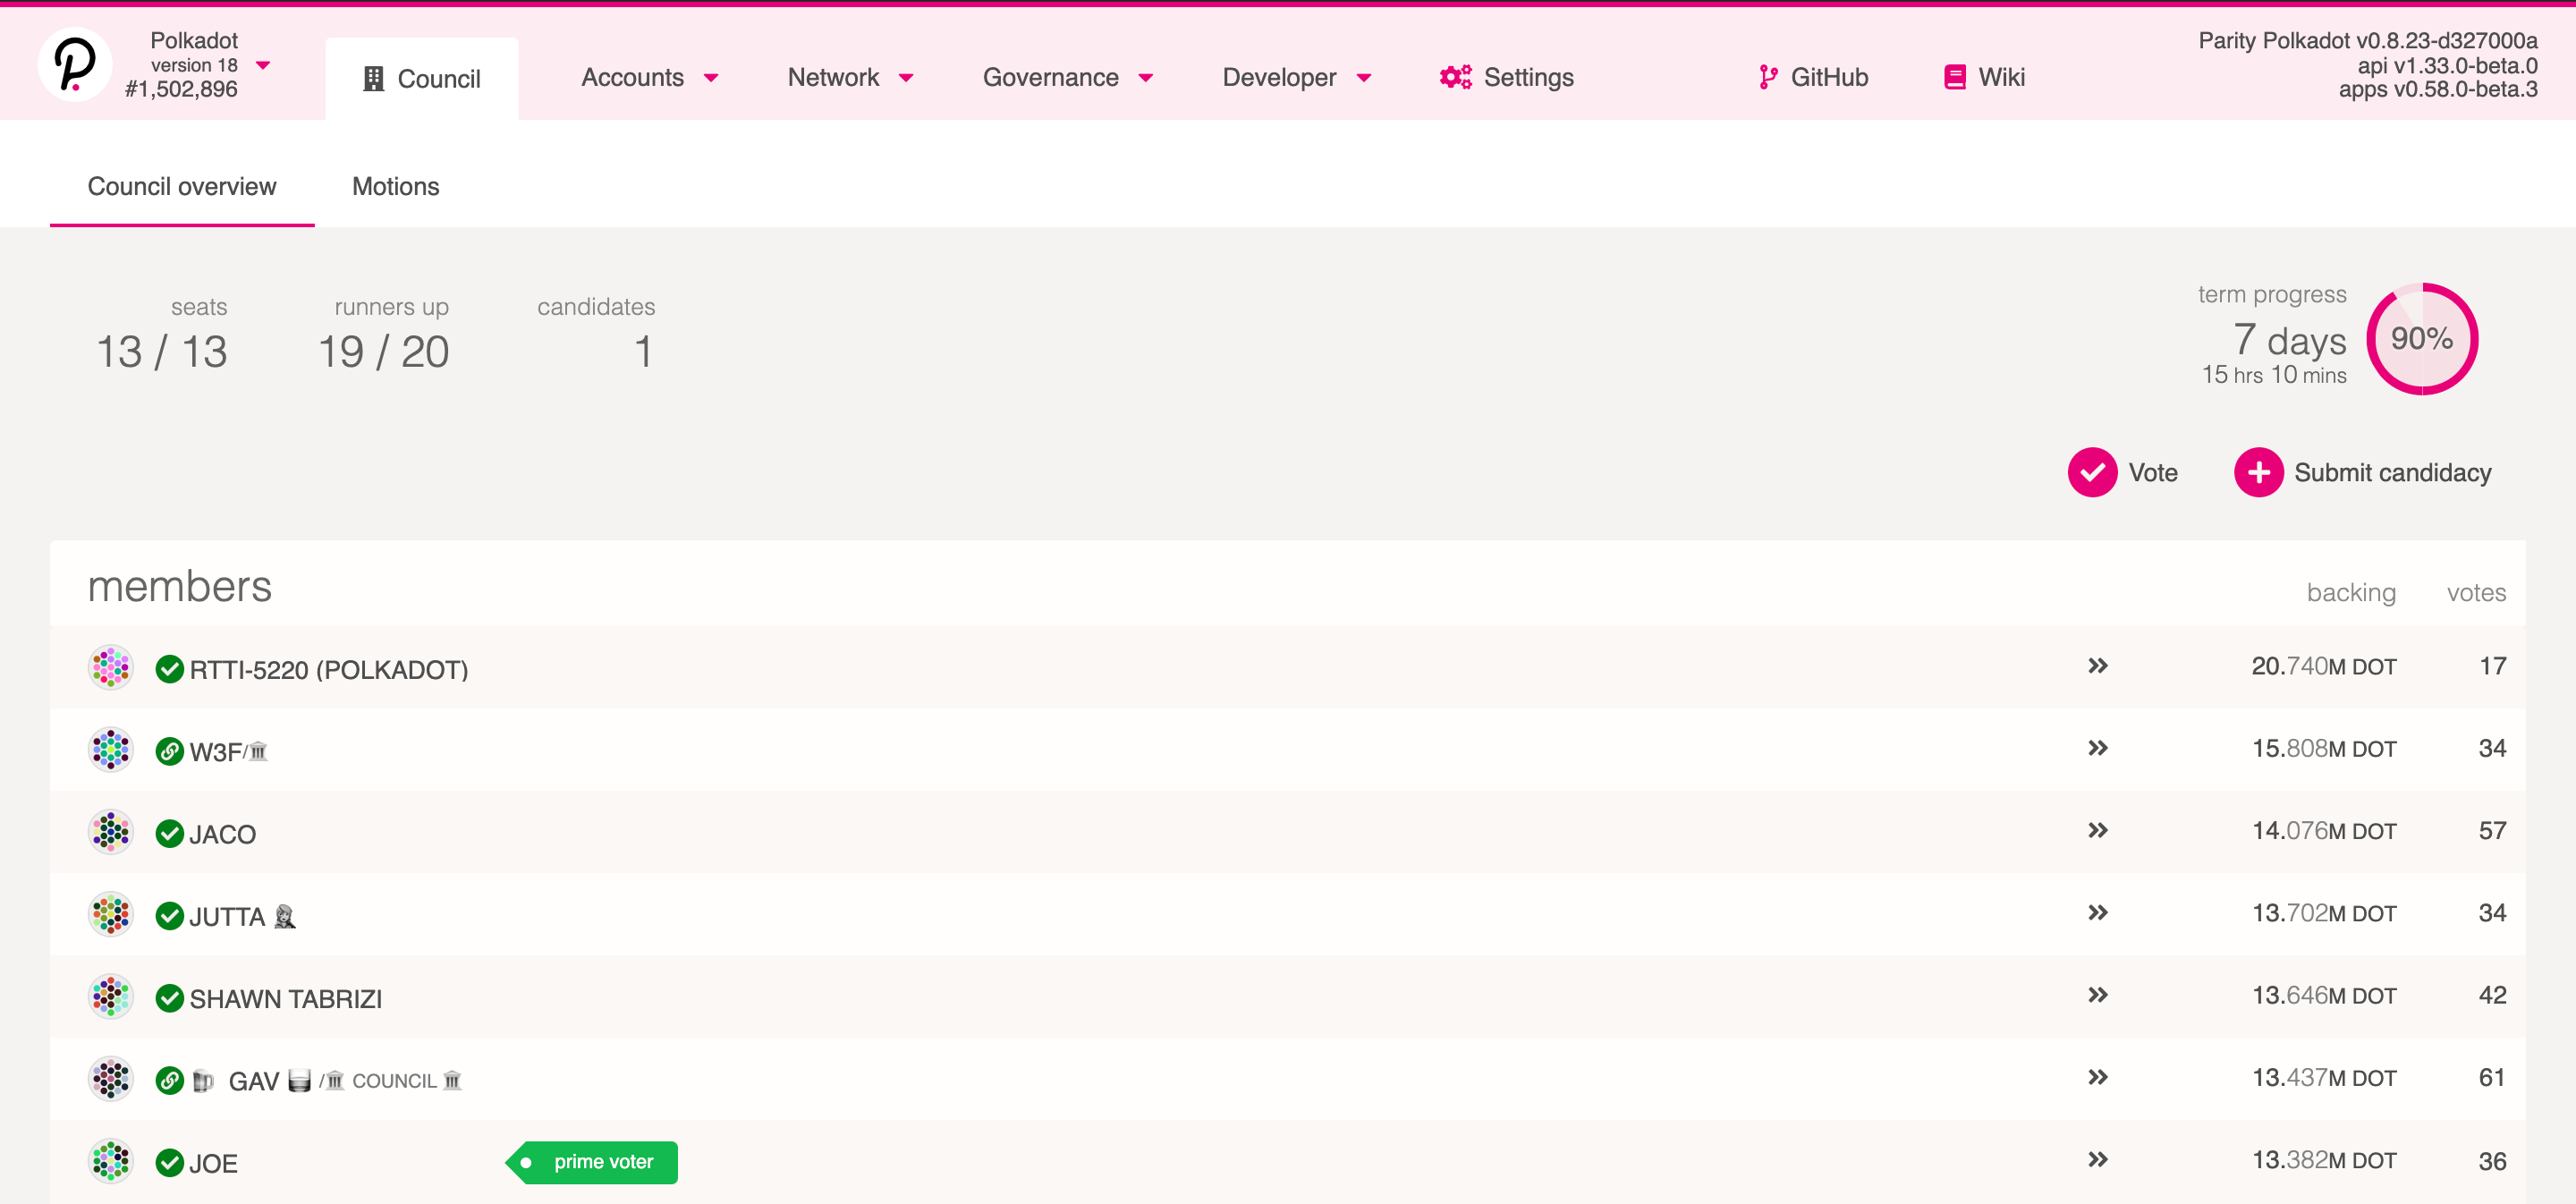 Polkadot
version 18
#1,502,896
Council
Accounts
Network
Governance
Developer
Settings
GitHub
Wiki
Parity Polkadot v0.8.23-d327000a
api v1.33.0-beta.0
apps v0.58.0-beta.3
Council overview
Motions
seats
13 / 13
runners up
19 / 20
candidates
1
term progress
7 days
15 hrs 10 mins
90%
Vote
Submit candidacy
members backing votes
RTTI-5220 (POLKADOT) 20.740M DOT 17
W3F/🏛 15.808M DOT 34
JACO 14.076M DOT 57
JUTTA 13.702M DOT 34
SHAWN TABRIZI 13.646M DOT 42
🍺 GAV 🥃 /🏛 COUNCIL 🏛 13.437M DOT 61
JOE prime voter 13.382M DOT 36